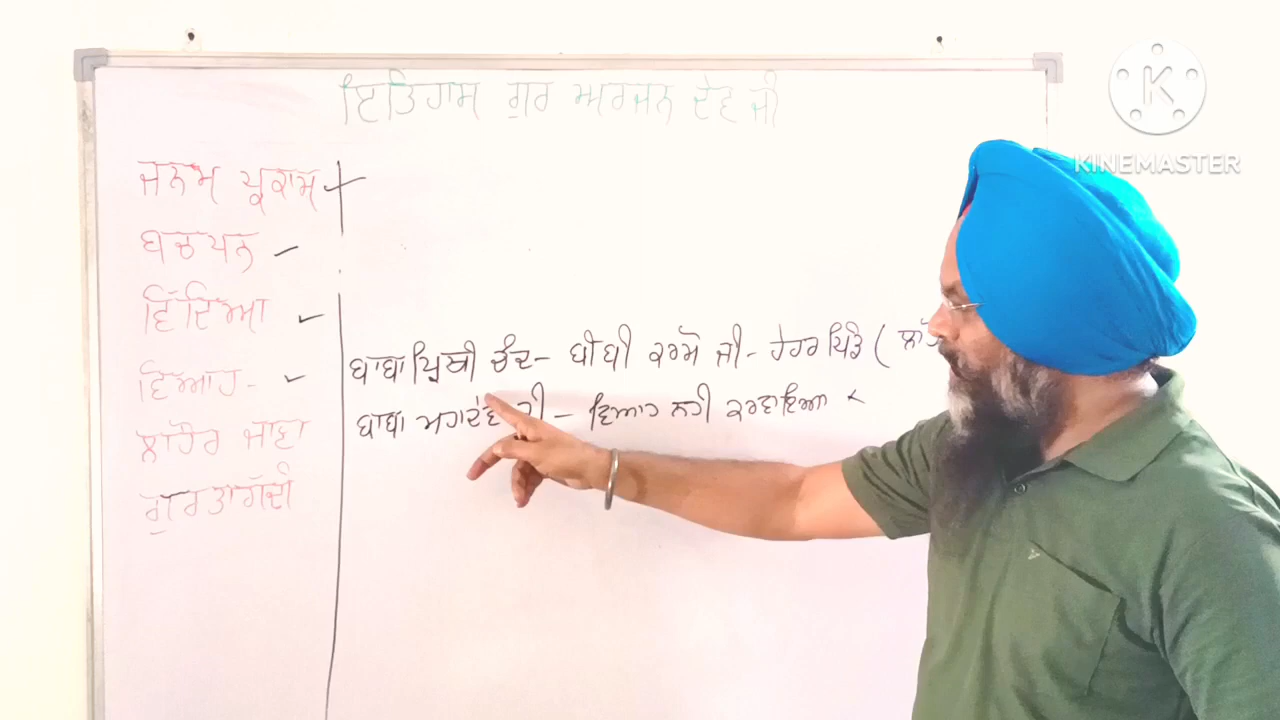 ਇਤਿਹਾਸ ਗੁਰ ਅਰਜਨ ਦੇਵ ਜੀ
ਜਨਮ ਪ੍ਰਕਾਸ਼
ਬਚਪਨ -
ਵਿੱਦਿਆ -
ਵਿਆਹ - -
ਲਾਹੌਰ ਜਾਣਾ
ਗੁਰਤਾਗੱਦੀ
ਬਾਬਾ ਪ੍ਰਿਥੀ ਚੰਦ - ਬੀਬੀ ਕਰਮੋ ਜੀ - ਹੇਹਰ ਪਿੰਡ (
ਬਾਬਾ ਮਹਾਦੇਵ ਜੀ - ਵਿਆਹ ਨਹੀ ਕਰਵਾਇਆ ×
K
KINEMASTER